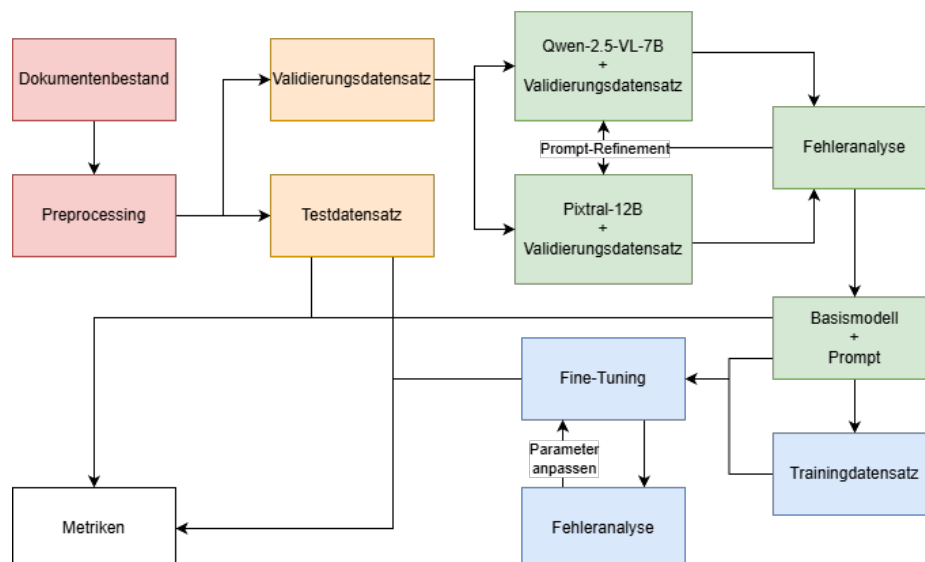 Dokumentenbestand
Validierungsdatensatz
Qwen-2.5-VL-7B
+
Validierungsdatensatz
Prompt-Refinement
Fehleranalyse
Preprocessing
Testdatensatz
Pixtral-12B
+
Validierungsdatensatz
Basismodell
+
Prompt
Fine-Tuning
Parameter
anpassen
Trainingdatensatz
Metriken
Fehleranalyse